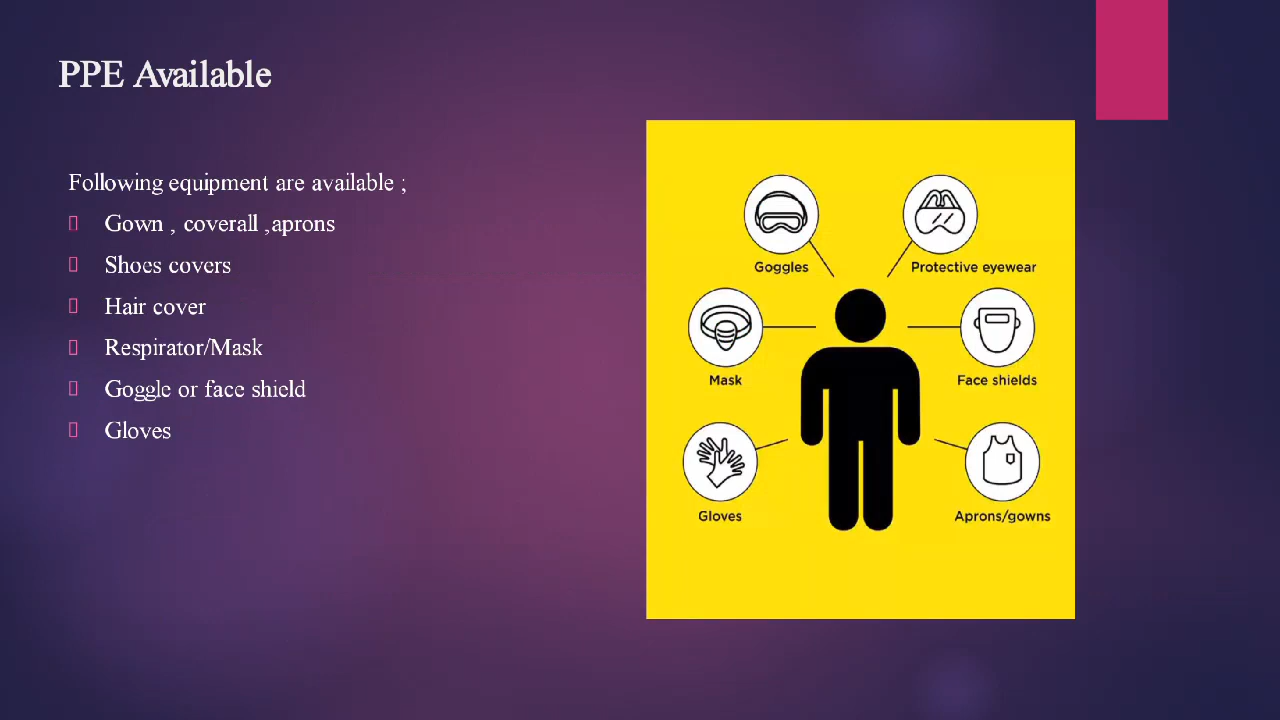 PPE Available
Following equipment are available ;
Gown , coverall ,aprons
Shoes covers
Hair cover
Respirator/Mask
Goggle or face shield
Gloves
Goggles
Protective eyewear
Mask
Face shields
Gloves
Aprons/gowns